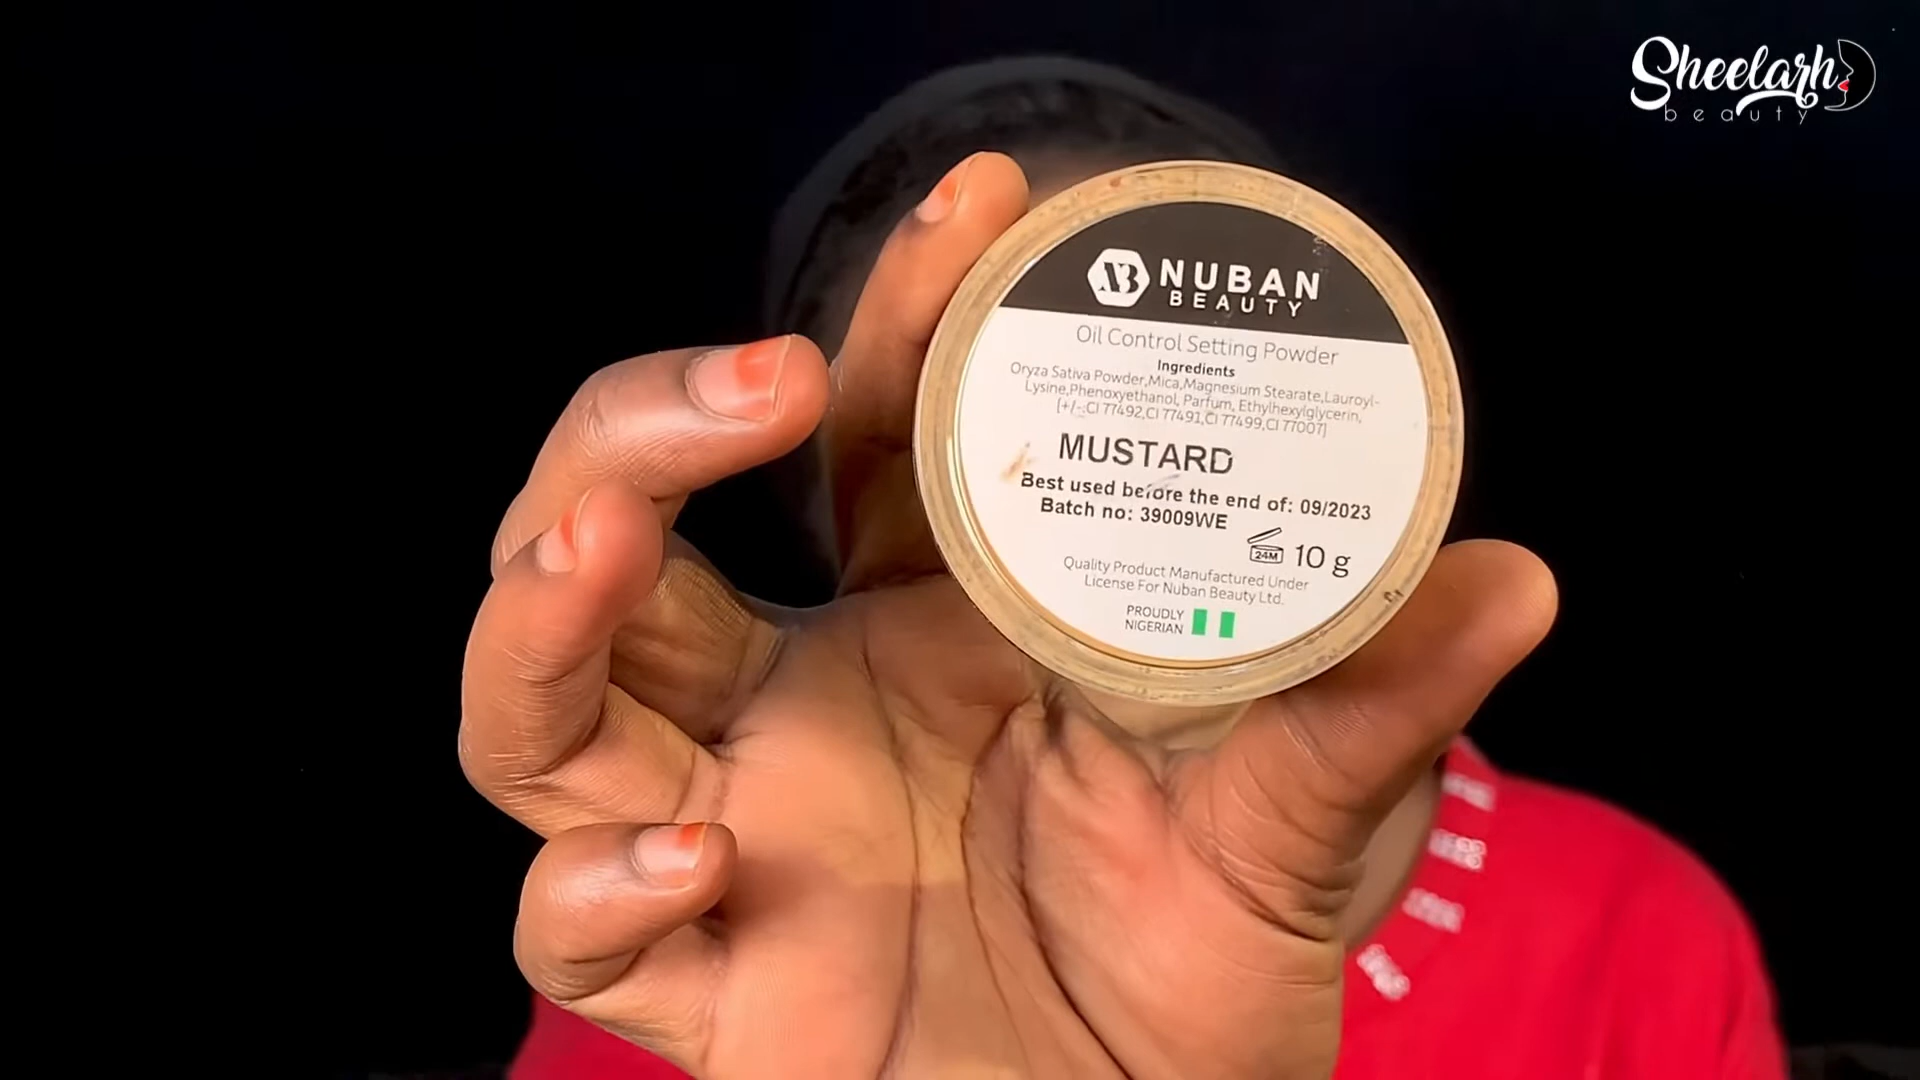 Sheelarh
beauty
NB NUBAN
BEAUTY
Oil Control Setting Powder
Ingredients
Oryza Sativa Powder,Mica,Magnesium Stearate,Lauroyl-
Lysine,Phenoxyethanol, Parfum, Ethylhexylglycerin,
[+/-:CI 77492,CI 77491,CI 77499,CI 77007]
MUSTARD
Best used before the end of: 09/2023
Batch no: 39009WE
24M 10 g
Quality Product Manufactured Under
License For Nuban Beauty Ltd.
PROUDLY
NIGERIAN